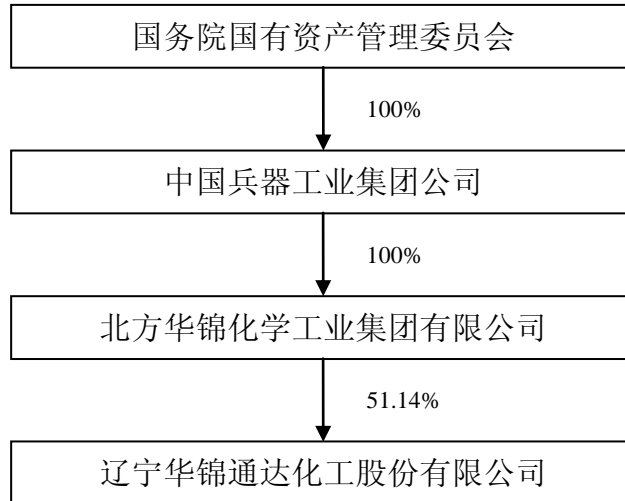 国务院国有资产管理委员会
100%
中国兵器工业集团公司
100%
北方华锦化学工业集团有限公司
51.14%
辽宁华锦通达化工股份有限公司